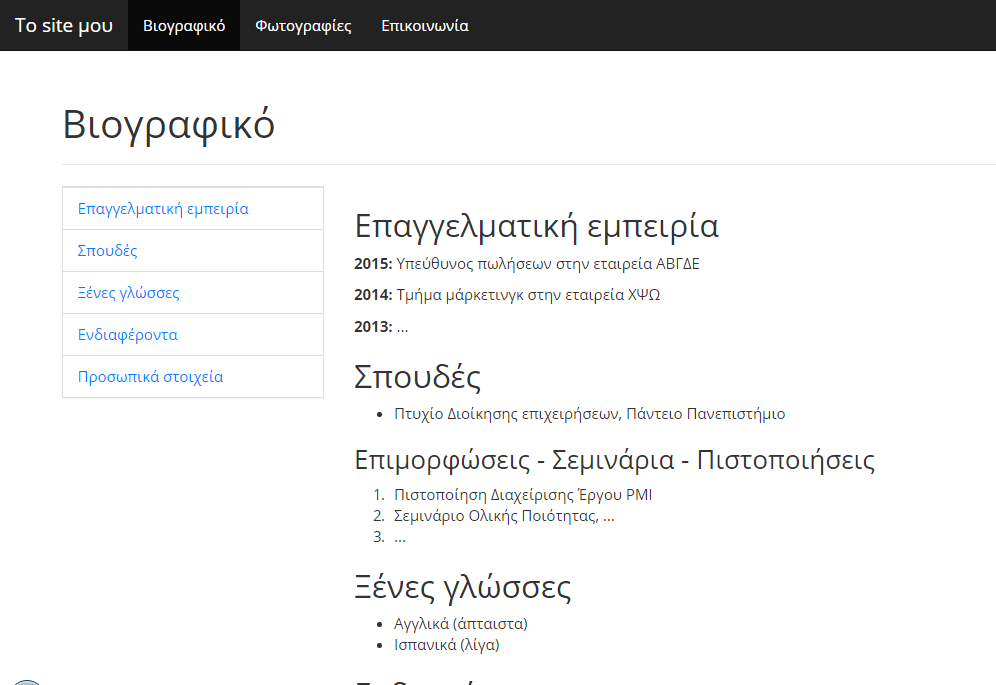 Το site μου Βιογραφικό Φωτογραφίες Επικοινωνία
Βιογραφικό
Επαγγελματική εμπειρία
Σπουδές
Ξένες γλώσσες
Ενδιαφέροντα
Προσωπικά στοιχεία
Επαγγελματική εμπειρία
2015: Υπεύθυνος πωλήσεων στην εταιρεία ΑΒΓΔΕ
2014: Τμήμα μάρκετινγκ στην εταιρεία ΧΨΩ
2013: ...
Σπουδές
• Πτυχίο Διοίκησης επιχειρήσεων, Πάντειο Πανεπιστήμιο
Επιμορφώσεις - Σεμινάρια - Πιστοποιήσεις
1. Πιστοποίηση Διαχείρισης Έργου PMI
2. Σεμινάριο Ολικής Ποιότητας, ...
3. ...
Ξένες γλώσσες
• Αγγλικά (άπταιστα)
• Ισπανικά (λίγα)